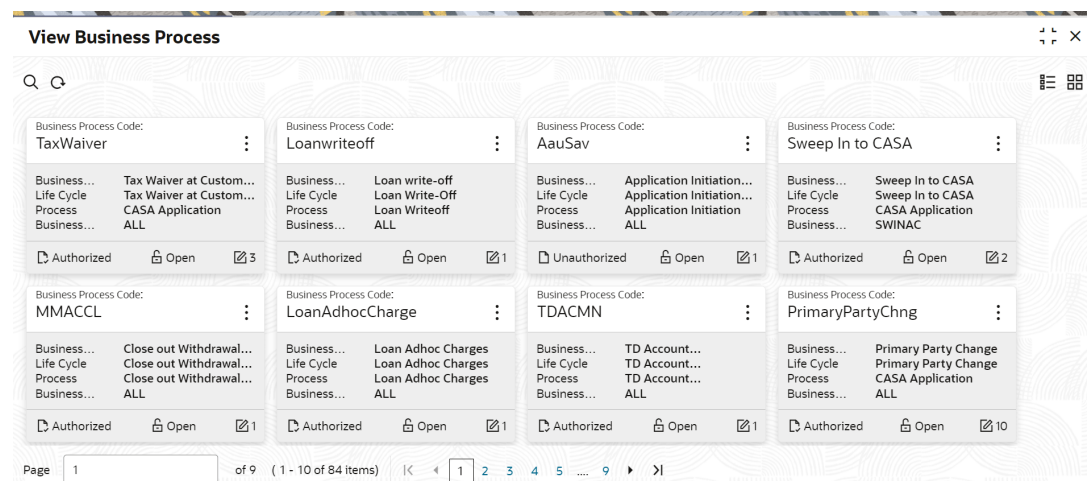 View Business Process
Business Process Code:
TaxWaiver
Business... Tax Waiver at Custom...
Life Cycle Tax Waiver at Custom...
Process CASA Application
Business... ALL
Authorized Open 3
Business Process Code:
Loanwriteoff
Business... Loan write-off
Life Cycle Loan Write-Off
Process Loan Writeoff
Business... ALL
Authorized Open 1
Business Process Code:
AauSav
Business... Application Initiation...
Life Cycle Application Initiation...
Process Application Initiation
Business... ALL
Unauthorized Open 1
Business Process Code:
Sweep In to CASA
Business... Sweep In to CASA
Life Cycle Sweep In to CASA
Process CASA Application
Business... SWINAC
Authorized Open 2
Business Process Code:
MMACCL
Business... Close out Withdrawal...
Life Cycle Close out Withdrawal...
Process Close out Withdrawal...
Business... ALL
Authorized Open 1
Business Process Code:
LoanAdhocCharge
Business... Loan Adhoc Charges
Life Cycle Loan Adhoc Charges
Process Loan Adhoc Charges
Business... ALL
Authorized Open 1
Business Process Code:
TDACMN
Business... TD Account...
Life Cycle TD Account...
Process TD Account...
Business... ALL
Authorized Open 1
Business Process Code:
PrimaryPartyChng
Business... Primary Party Change
Life Cycle Primary Party Change
Process CASA Application
Business... ALL
Authorized Open 10
Page 1 of 9 (1 - 10 of 84 items) 1 2 3 4 5 .... 9